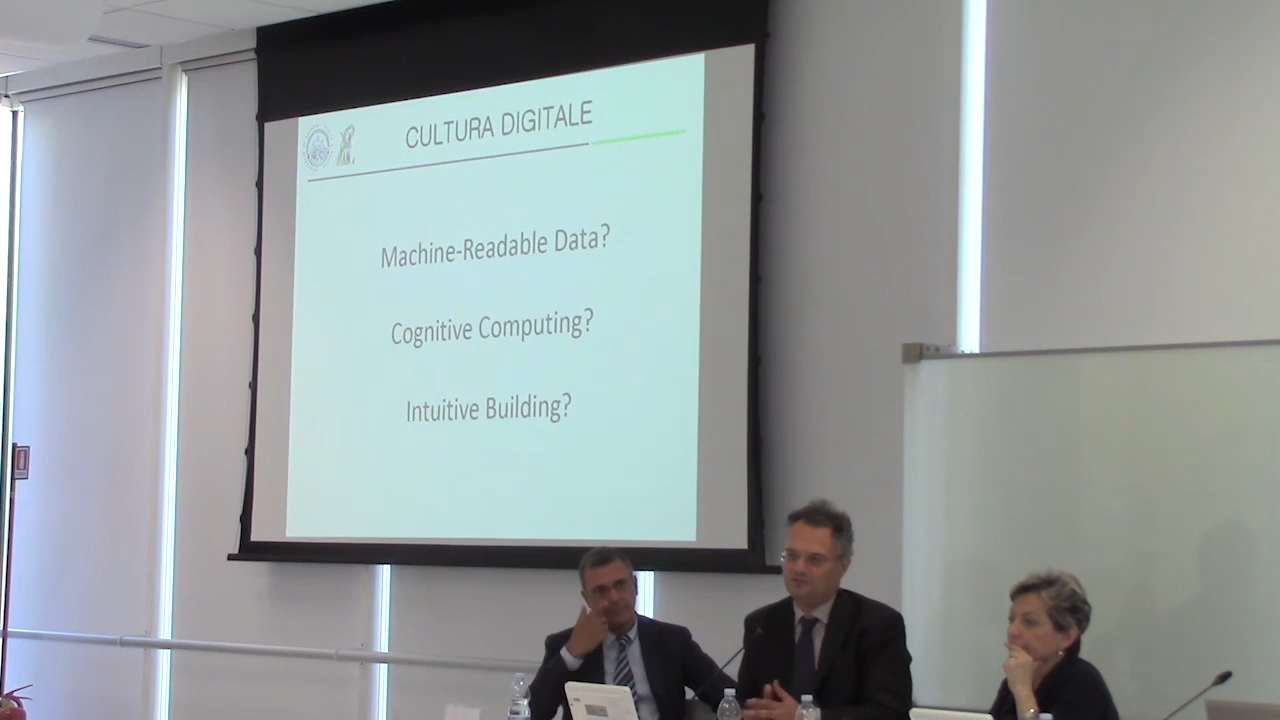 CULTURA DIGITALE
Machine-Readable Data?
Cognitive Computing?
Intuitive Building?